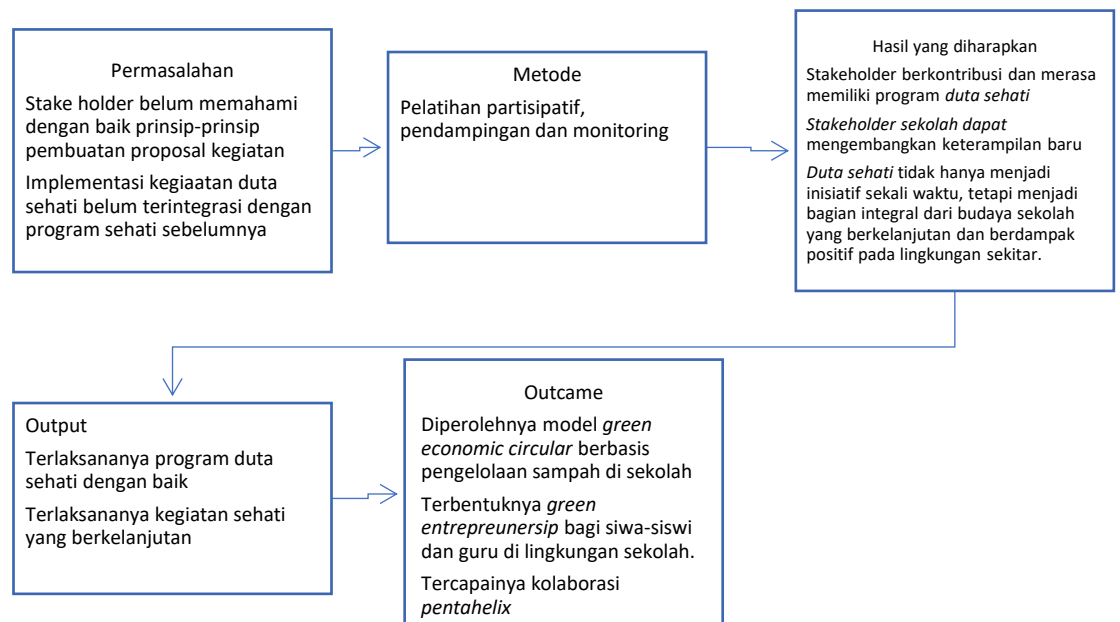 Permasalahan
Stake holder belum memahami
dengan baik prinsip-prinsip
pembuatan proposal kegiatan
Implementasi kegiaatan duta
sehati belum terintegrasi dengan
program sehati sebelumnya
Metode
Pelatihan partisipatif,
pendampingan dan monitoring
Hasil yang diharapkan
Stakeholder berkontribusi dan merasa
memiliki program duta sehati
Stakeholder sekolah dapat
mengembangkan keterampilan baru
Duta sehati tidak hanya menjadi
inisiatif sekali waktu, tetapi menjadi
bagian integral dari budaya sekolah
yang berkelanjutan dan berdampak
positif pada lingkungan sekitar.
Output
Terlaksananya program duta
sehati dengan baik
Terlaksananya kegiatan sehati
yang berkelanjutan
Outcame
Diperolehnya model green
economic circular berbasis
pengelolaan sampah di sekolah
Terbentuknya green
entrepreunersip bagi siwa-siswi
dan guru di lingkungan sekolah.
Tercapainya kolaborasi
pentahelix